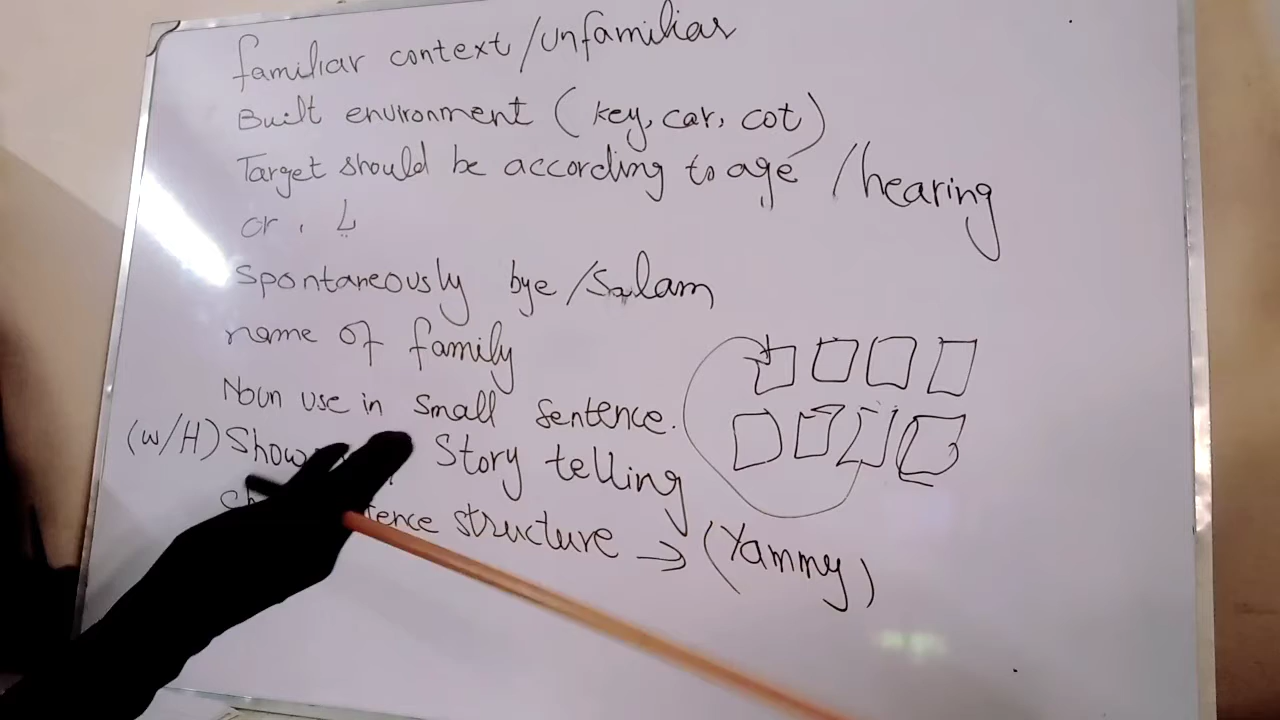 familiar context/unfamiliar
Built environment (key, car, cot)
Target should be according to age /hearing
or ,
Spontaneously bye/Salam
name of family
Noun use in small sentence.
(w/H) Show Story telling
structure → (Yammy)